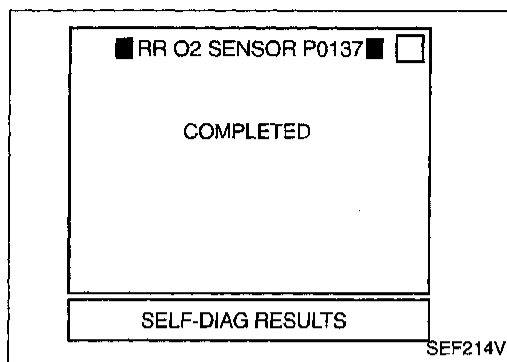 RR O2 SENSOR P0137
COMPLETED
SELF-DIAG RESULTS
SEF214V